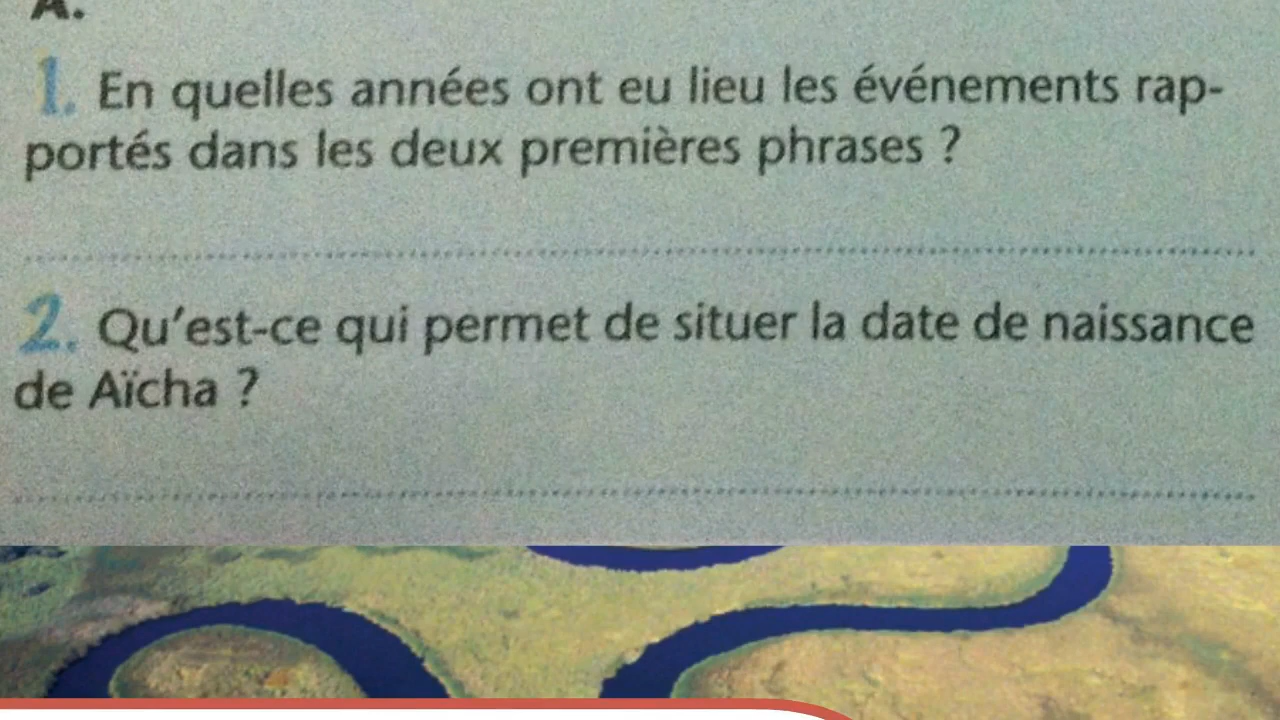 A.
1. En quelles années ont eu lieu les événements rap-
portés dans les deux premières phrases ?
2. Qu'est-ce qui permet de situer la date de naissance
de Aïcha ?